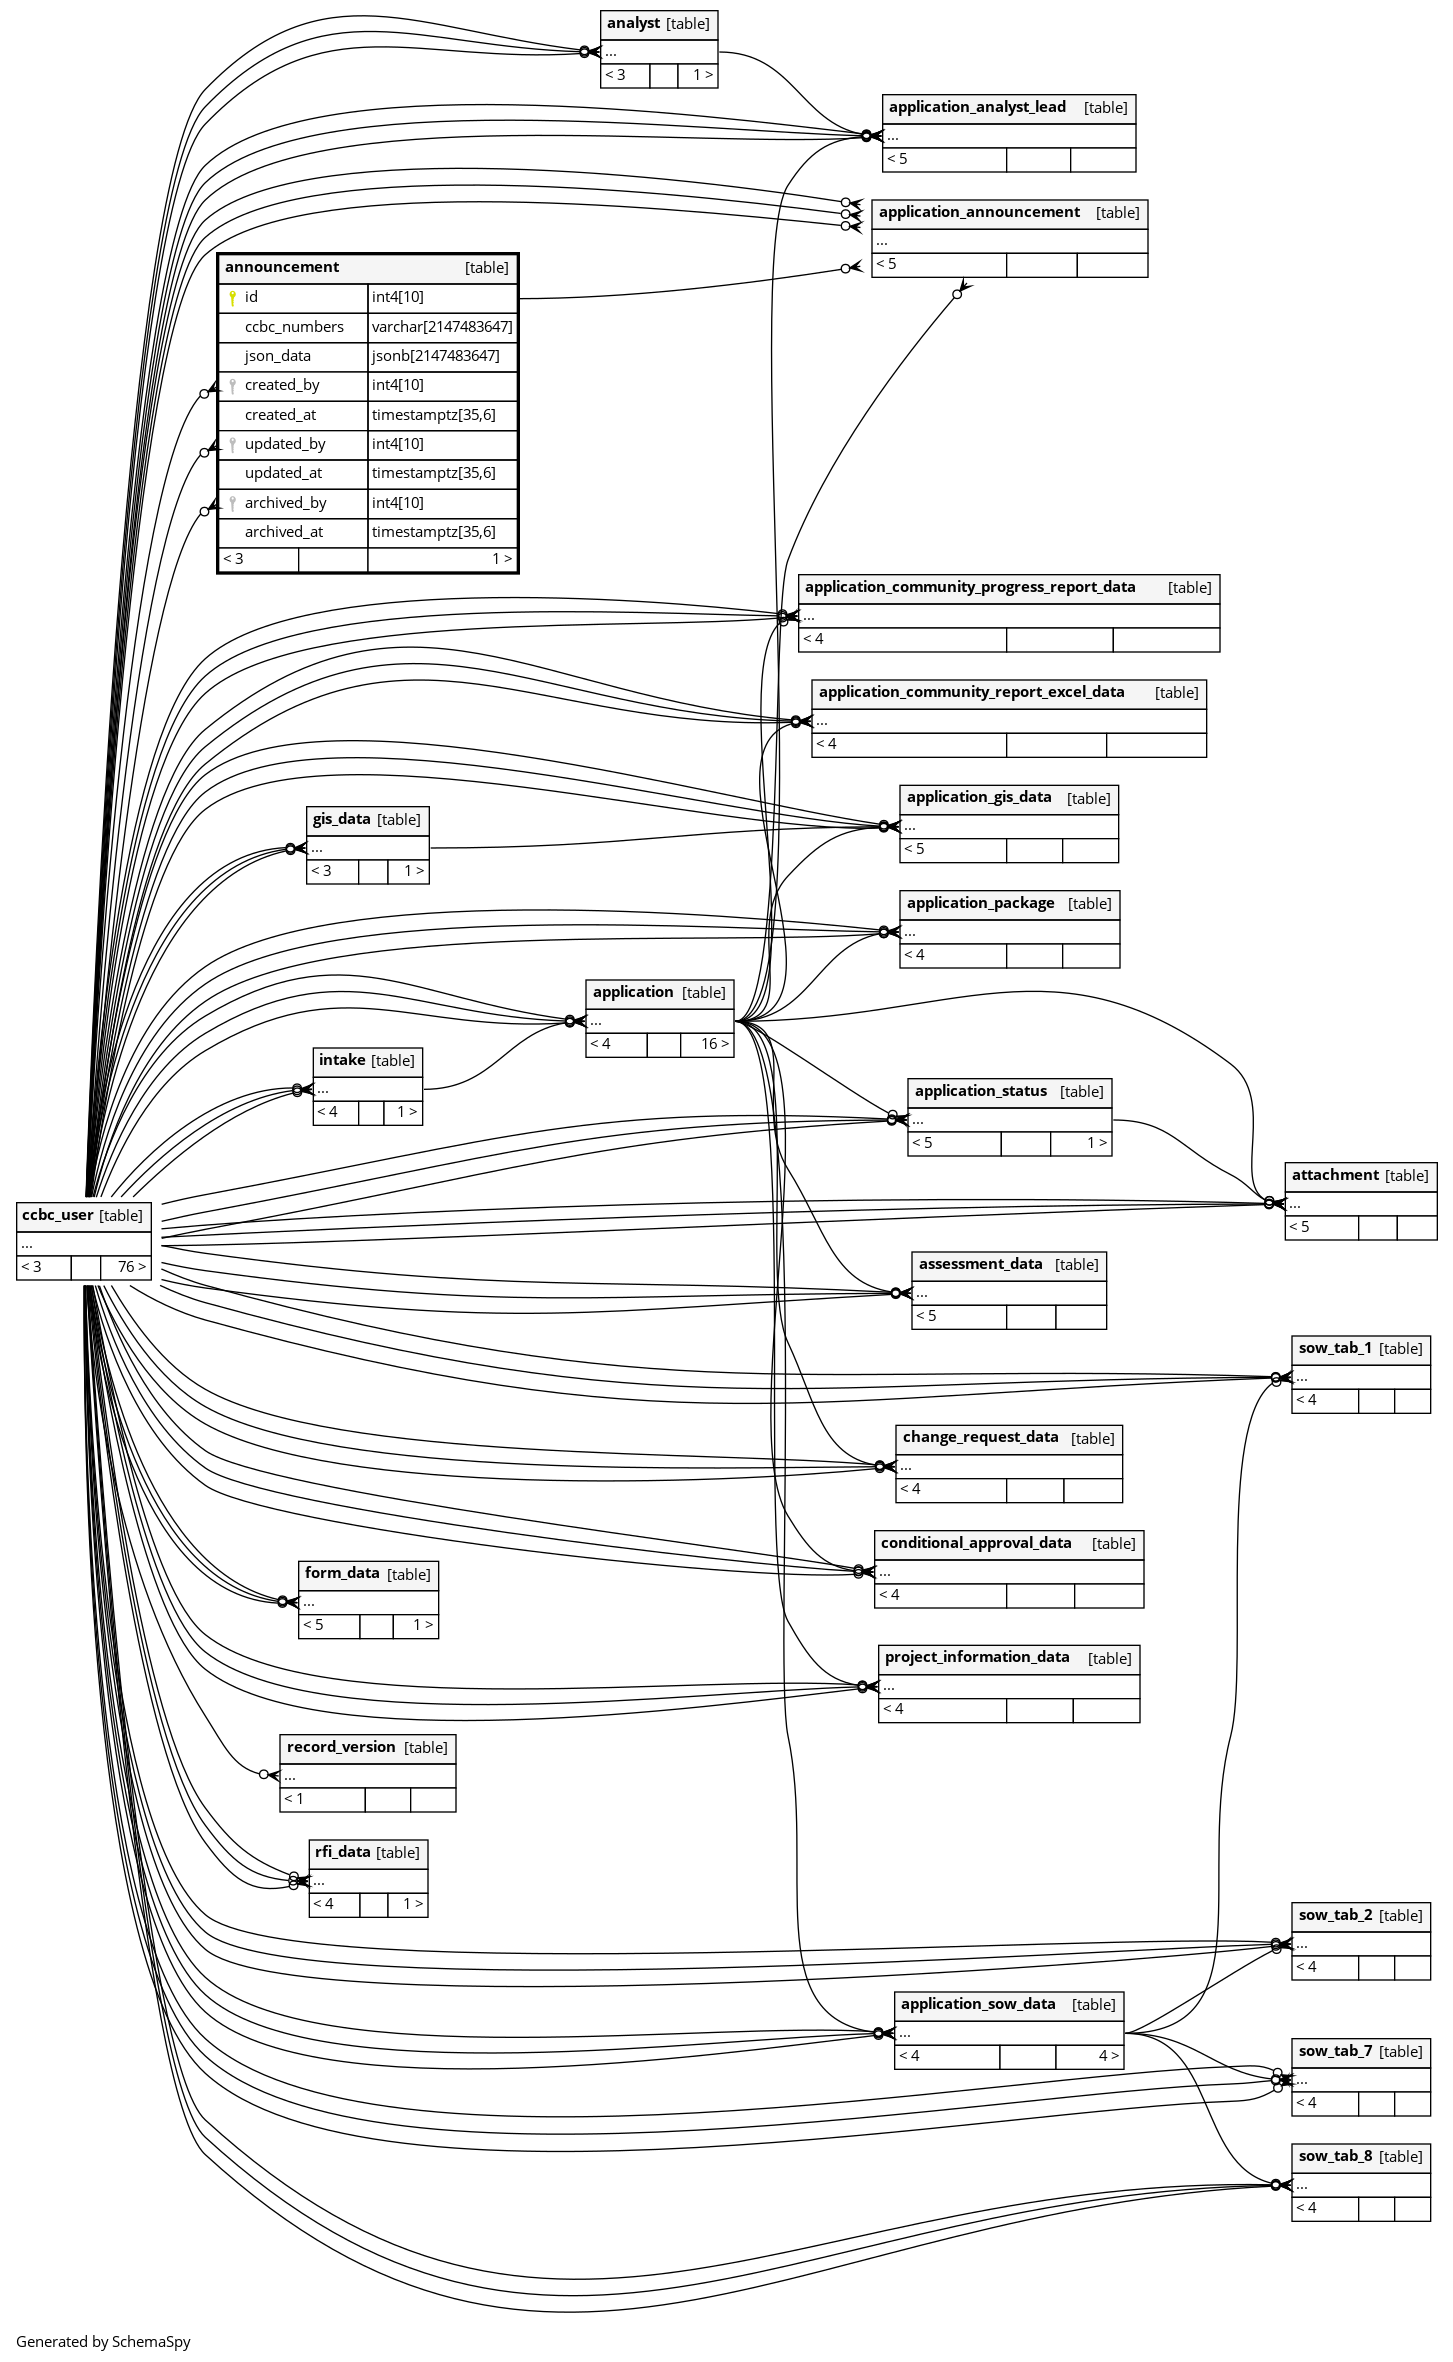 analyst [table]
...
< 3 1 >
application_analyst_lead [table]
...
< 5
application_announcement [table]
...
< 5
announcement [table]
id int4[10]
ccbc_numbers varchar[2147483647]
json_data jsonb[2147483647]
created_by int4[10]
created_at timestamptz[35,6]
updated_by int4[10]
updated_at timestamptz[35,6]
archived_by int4[10]
archived_at timestamptz[35,6]
< 3 1 >
application_community_progress_report_data [table]
...
< 4
application_community_report_excel_data [table]
...
< 4
application_gis_data [table]
...
< 5
gis_data [table]
...
< 3 1 >
application_package [table]
...
< 4
application [table]
...
< 4 16 >
intake [table]
...
< 4 1 >
application_status [table]
...
< 5 1 >
attachment [table]
...
< 5
ccbc_user [table]
...
< 3 76 >
assessment_data [table]
...
< 5
sow_tab_1 [table]
...
< 4
change_request_data [table]
...
< 4
conditional_approval_data [table]
...
< 4
form_data [table]
...
< 5 1 >
project_information_data [table]
...
< 4
record_version [table]
...
< 1
rfi_data [table]
...
< 4 1 >
sow_tab_2 [table]
...
< 4
application_sow_data [table]
...
< 4 4 >
sow_tab_7 [table]
...
< 4
sow_tab_8 [table]
...
< 4
Generated by SchemaSpy